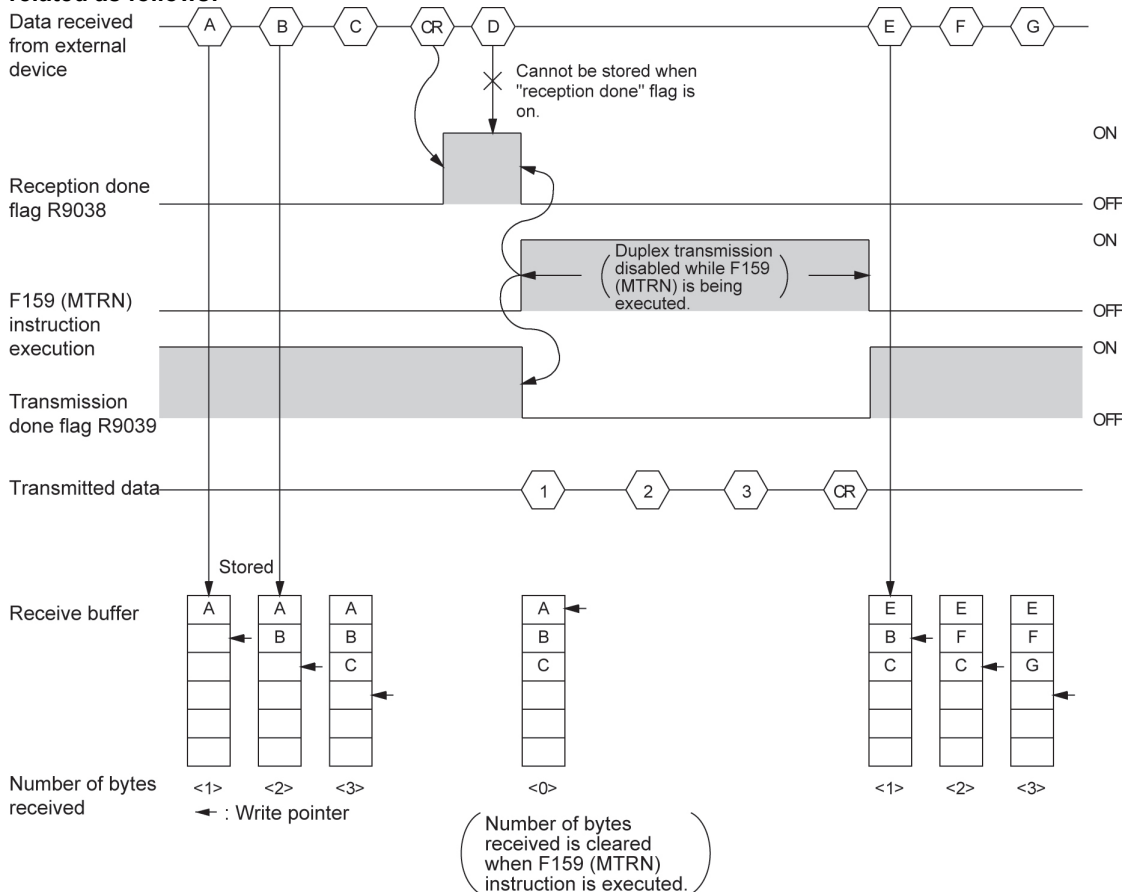 related as follows:
Data received
from external
device
A B C CR D E F G
Cannot be stored when
"reception done" flag is
on.
ON
Reception done
flag R9038
OFF
ON
Duplex transmission
disabled while F159
(MTRN) is being
executed.
F159 (MTRN)
instruction
execution
OFF
ON
Transmission
done flag R9039
OFF
Transmitted data
1 2 3 CR
Stored
Receive buffer
A A A A E E E
B B B B F F
C C C C G
Number of bytes
received
<1> <2> <3> <0> <1> <2> <3>
: Write pointer
Number of bytes
received is cleared
when F159 (MTRN)
instruction is executed.